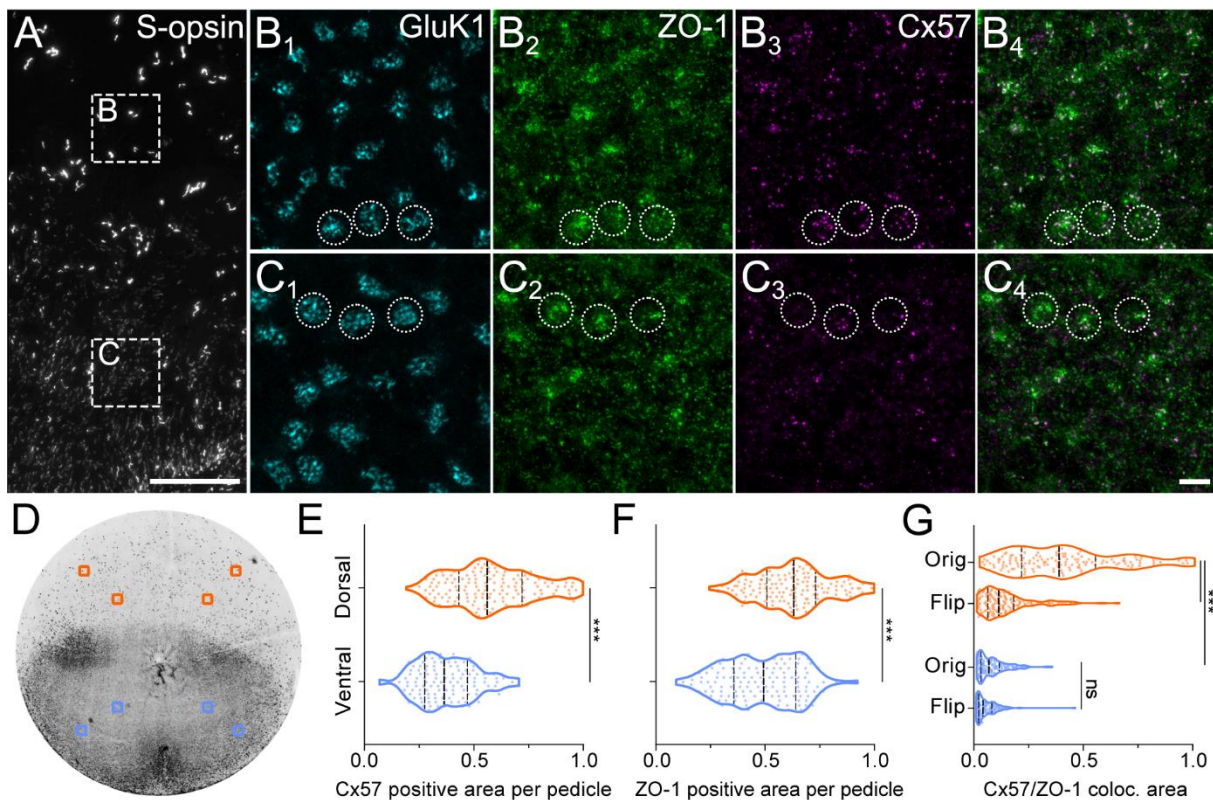 A S-opsin
B
C
B1 GluK1
B2 ZO-1
B3 Cx57
B4
C1
C2
C3
C4
D
E
Dorsal
Ventral
***
0.0 0.5 1.0
Cx57 positive area per pedicle
F
***
0.0 0.5 1.0
ZO-1 positive area per pedicle
G
Orig
Flip
Orig
Flip
***
***
ns
0.0 0.5 1.0
Cx57/ZO-1 coloc. area